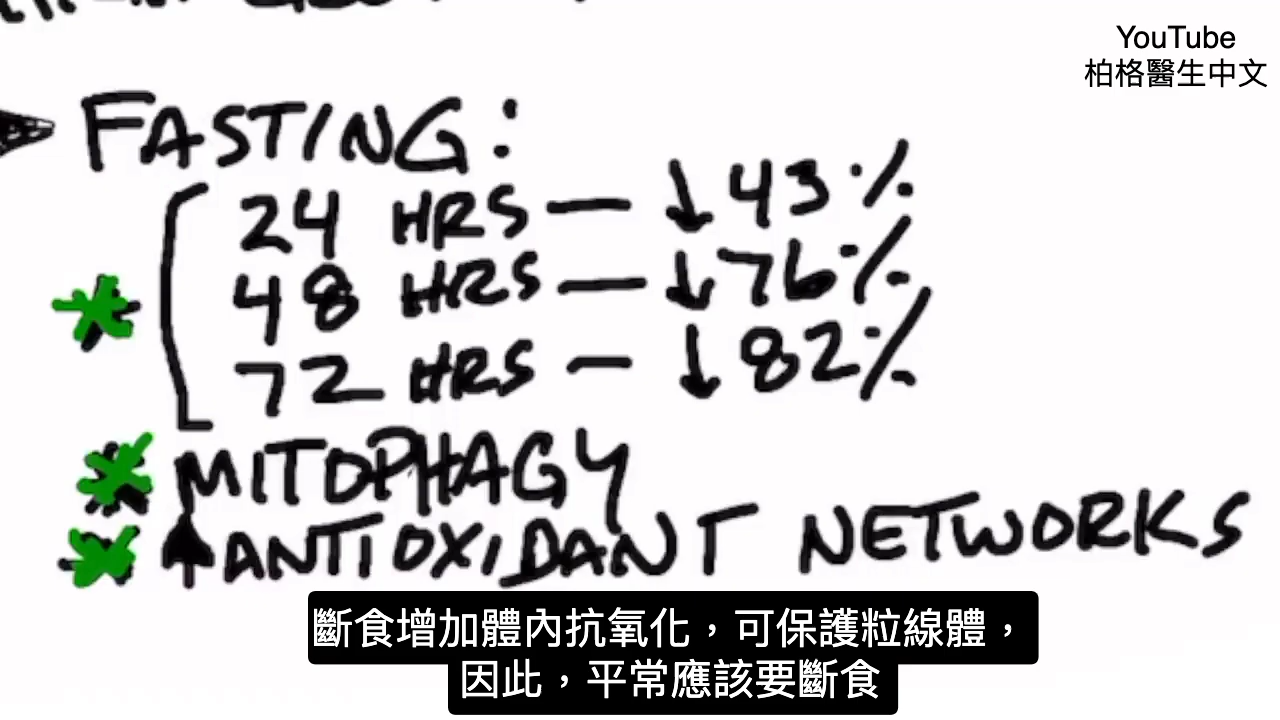 YouTube
柏格醫生中文
FASTING:
24 HRS — ↓43%
48 HRS — ↓76%
72 HRS — ↓82%
* MITOPHAGY
* ↑ANTIOXIDANT NETWORKS
斷食增加體內抗氧化，可保護粒線體，
因此，平常應該要斷食